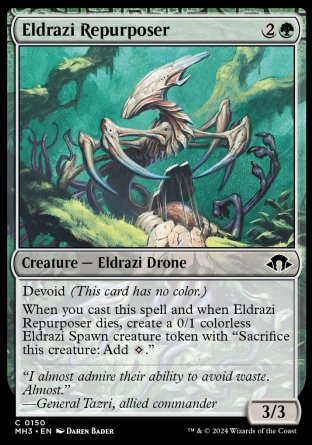 Eldrazi Repurposer 2
Creature — Eldrazi Drone
Devoid (This card has no color.)
When you cast this spell and when Eldrazi
Repurposer dies, create a 0/1 colorless
Eldrazi Spawn creature token with “Sacrifice
this creature: Add .”
“I almost admire their ability to avoid waste.
Almost.”
—General Tazri, allied commander
3/3
C 0150
MH3 • EN Daren Bader
™ & © 2024 Wizards of the Coast